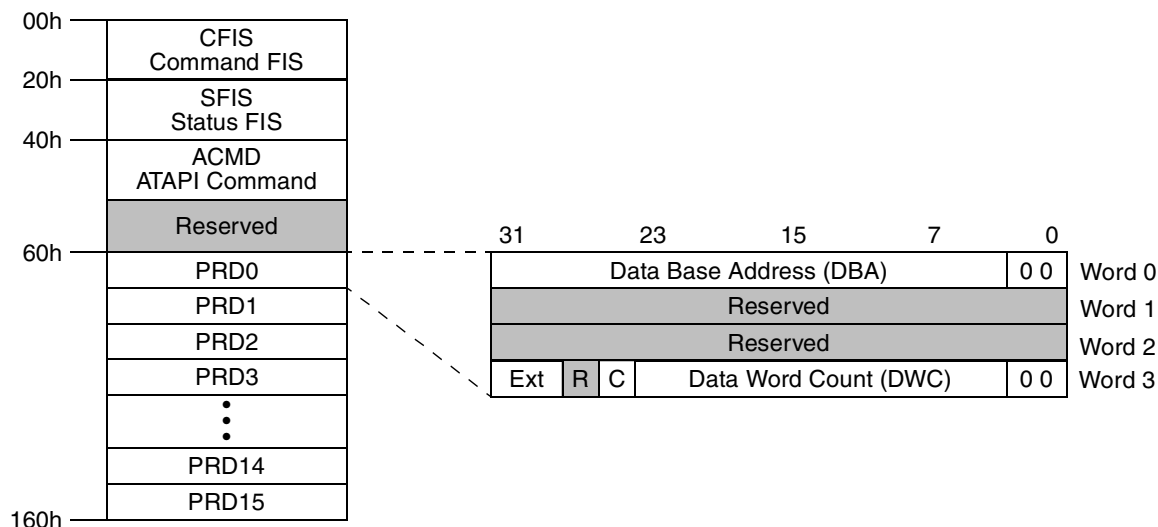 00h
CFIS
Command FIS
20h
SFIS
Status FIS
40h
ACMD
ATAPI Command
Reserved
60h
PRD0
PRD1
PRD2
PRD3
PRD14
PRD15
160h
31 23 15 7 0
Data Base Address (DBA) 0 0 Word 0
Reserved Word 1
Reserved Word 2
Ext R C Data Word Count (DWC) 0 0 Word 3